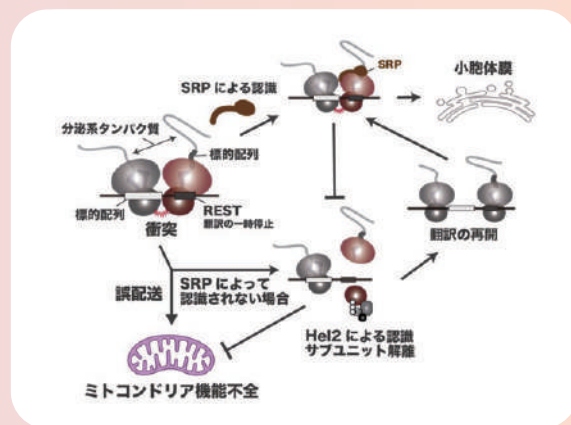 SRP による認識
SRP
小胞体膜
分泌系タンパク質
標的配列
標的配列
REST
翻訳の一時停止
衝突
翻訳の再開
誤配送
SRP によって
認識されない場合
Hel2 による認識
サブユニット解離
ミトコンドリア機能不全